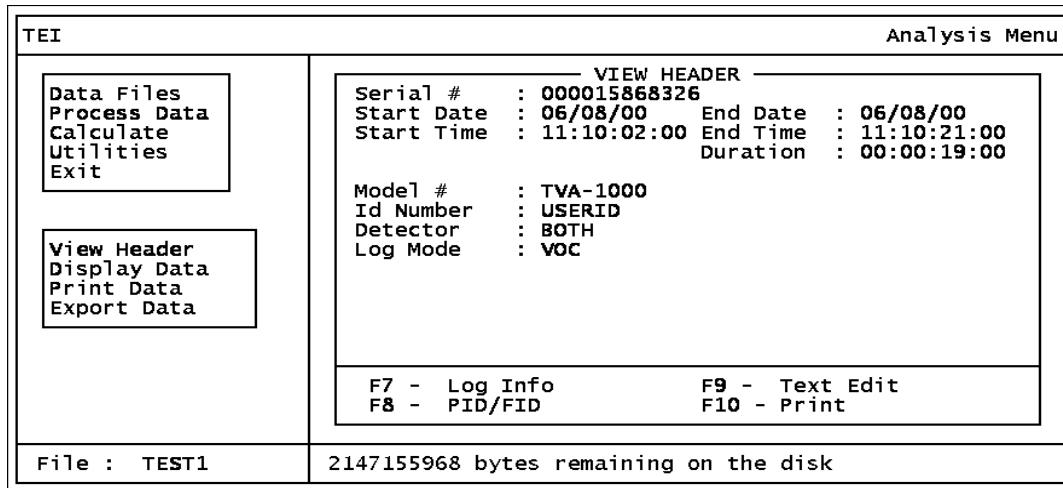 TEI
Analysis Menu
Data Files
Process Data
Calculate
Utilities
Exit
View Header
Display Data
Print Data
Export Data
VIEW HEADER
Serial # : 000015868326
Start Date : 06/08/00 End Date : 06/08/00
Start Time : 11:10:02:00 End Time : 11:10:21:00
Duration : 00:00:19:00
Model # : TVA-1000
Id Number : USERID
Detector : BOTH
Log Mode : VOC
F7 - Log Info F9 - Text Edit
F8 - PID/FID F10 - Print
File : TEST1
2147155968 bytes remaining on the disk